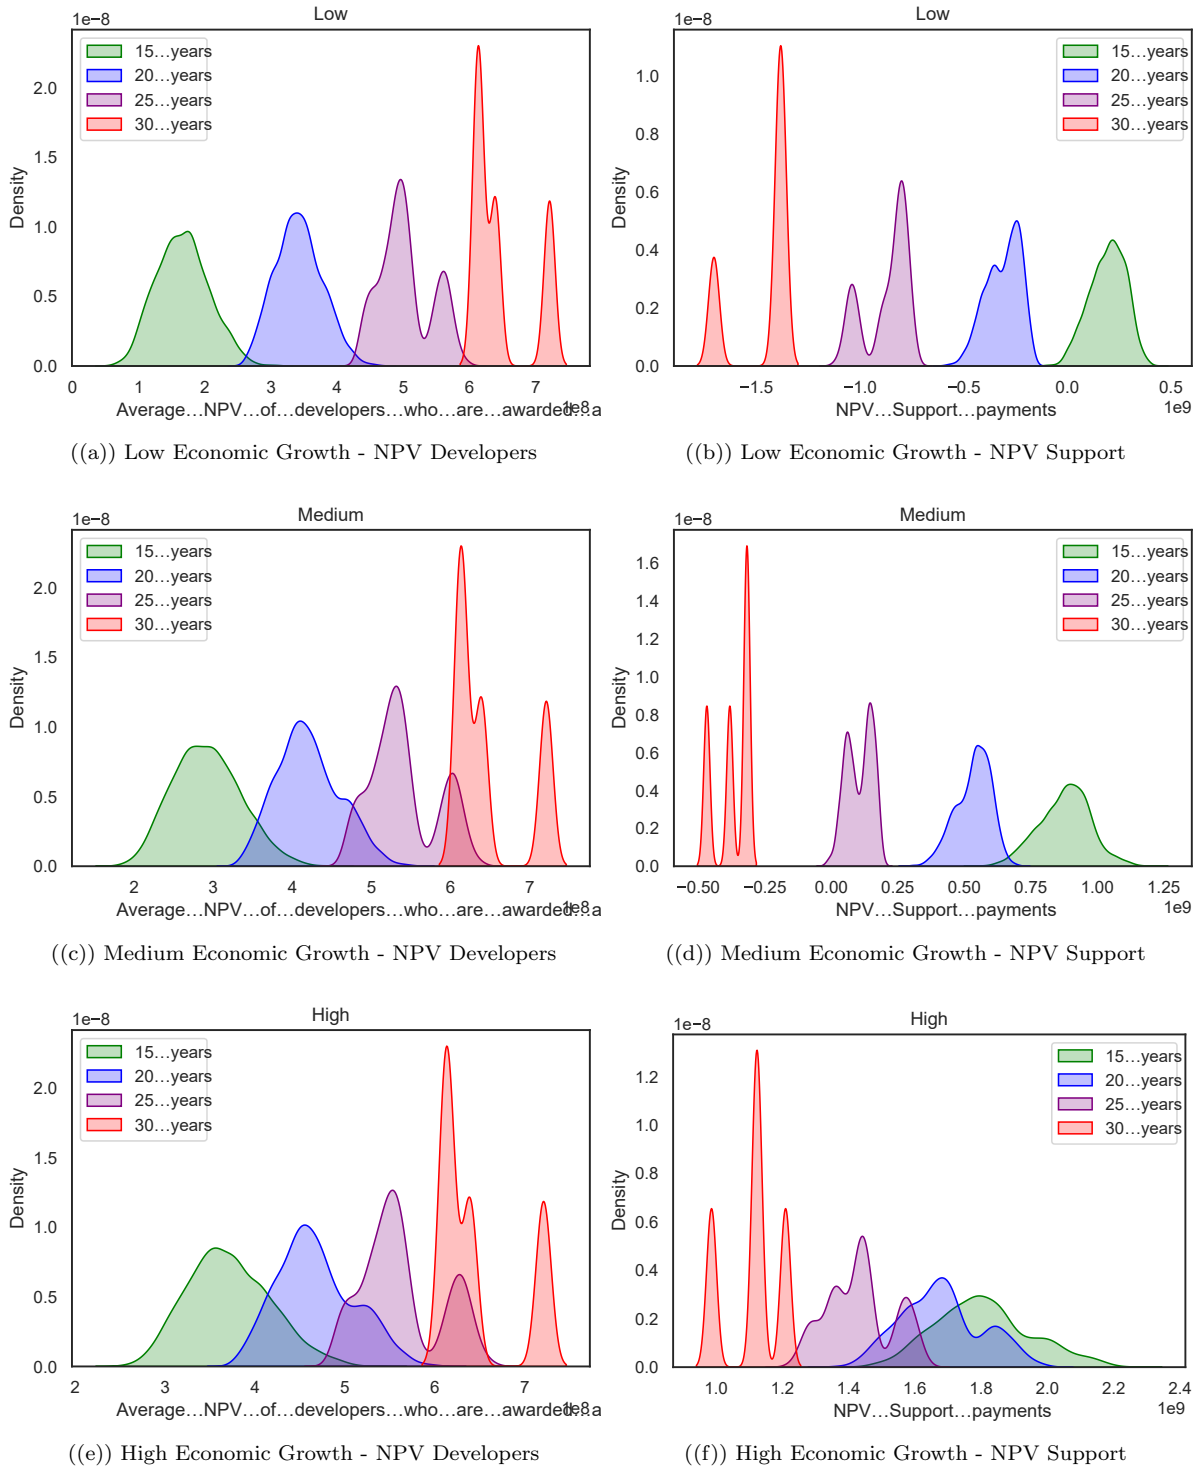 Low
1e−8
15...years
20...years
25...years
30...years
Density
2.0
1.5
1.0
0.5
0.0
0 1 2 3 4 5 6 7
1e8
Average...NPV...of...developers...who...are...awarded...a
((a)) Low Economic Growth - NPV Developers
Low
1e−8
15...years
20...years
25...years
30...years
Density
1.0
0.8
0.6
0.4
0.2
0.0
−1.5 −1.0 −0.5 0.0 0.5
1e9
NPV...Support...payments
((b)) Low Economic Growth - NPV Support
Medium
1e−8
15...years
20...years
25...years
30...years
Density
2.0
1.5
1.0
0.5
0.0
2 3 4 5 6 7
1e8
Average...NPV...of...developers...who...are...awarded...a
((c)) Medium Economic Growth - NPV Developers
Medium
1e−8
15...years
20...years
25...years
30...years
Density
1.6
1.4
1.2
1.0
0.8
0.6
0.4
0.2
0.0
−0.50 −0.25 0.00 0.25 0.50 0.75 1.00 1.25
1e9
NPV...Support...payments
((d)) Medium Economic Growth - NPV Support
High
1e−8
15...years
20...years
25...years
30...years
Density
2.0
1.5
1.0
0.5
0.0
2 3 4 5 6 7
1e8
Average...NPV...of...developers...who...are...awarded...a
((e)) High Economic Growth - NPV Developers
High
1e−8
15...years
20...years
25...years
30...years
Density
1.2
1.0
0.8
0.6
0.4
0.2
0.0
1.0 1.2 1.4 1.6 1.8 2.0 2.2 2.4
1e9
NPV...Support...payments
((f)) High Economic Growth - NPV Support